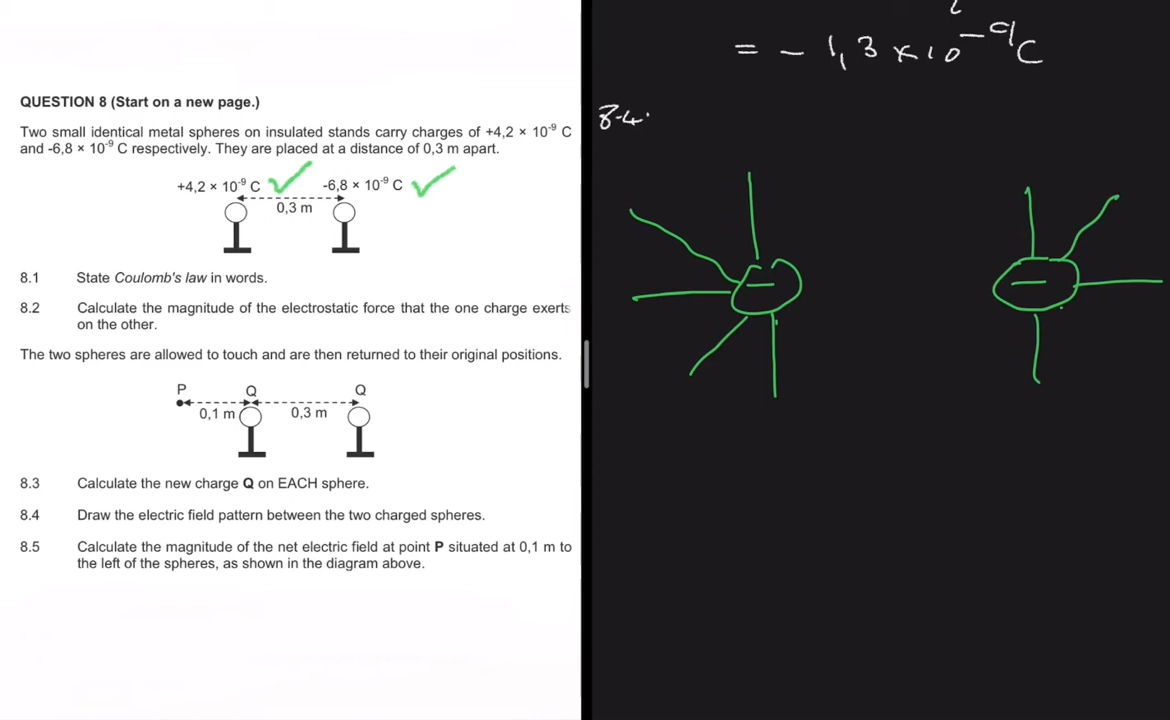 QUESTION 8 (Start on a new page.)
Two small identical metal spheres on insulated stands carry charges of +4,2 × 10⁻⁹ C
and -6,8 × 10⁻⁹ C respectively. They are placed at a distance of 0,3 m apart.
+4,2 × 10⁻⁹ C -6,8 × 10⁻⁹ C
0,3 m
8.1 State Coulomb's law in words.
8.2 Calculate the magnitude of the electrostatic force that the one charge exerts
on the other.
The two spheres are allowed to touch and are then returned to their original positions.
P Q Q
0,1 m 0,3 m
8.3 Calculate the new charge Q on EACH sphere.
8.4 Draw the electric field pattern between the two charged spheres.
8.5 Calculate the magnitude of the net electric field at point P situated at 0,1 m to
the left of the spheres, as shown in the diagram above.
= - 1,3 × 10⁻⁹ C
8.4.
- -